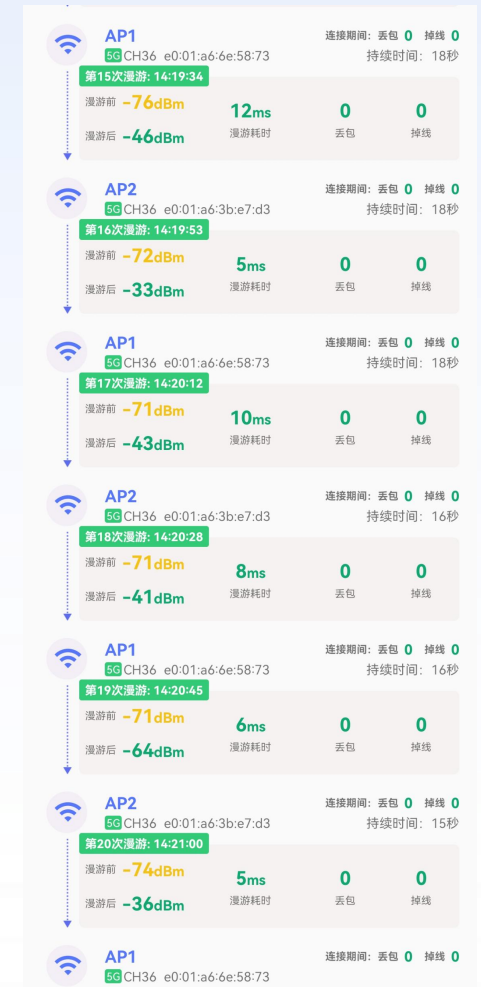 AP1 连接期间: 丢包 0 掉线 0
5G CH36 e0:01:a6:6e:58:73 持续时间: 18秒
第15次漫游: 14:19:34
漫游前 -76dBm 12ms 0 0
漫游后 -46dBm 漫游耗时 丢包 掉线
AP2 连接期间: 丢包 0 掉线 0
5G CH36 e0:01:a6:3b:e7:d3 持续时间: 18秒
第16次漫游: 14:19:53
漫游前 -72dBm 5ms 0 0
漫游后 -33dBm 漫游耗时 丢包 掉线
AP1 连接期间: 丢包 0 掉线 0
5G CH36 e0:01:a6:6e:58:73 持续时间: 18秒
第17次漫游: 14:20:12
漫游前 -71dBm 10ms 0 0
漫游后 -43dBm 漫游耗时 丢包 掉线
AP2 连接期间: 丢包 0 掉线 0
5G CH36 e0:01:a6:3b:e7:d3 持续时间: 16秒
第18次漫游: 14:20:28
漫游前 -71dBm 8ms 0 0
漫游后 -41dBm 漫游耗时 丢包 掉线
AP1 连接期间: 丢包 0 掉线 0
5G CH36 e0:01:a6:6e:58:73 持续时间: 16秒
第19次漫游: 14:20:45
漫游前 -71dBm 6ms 0 0
漫游后 -64dBm 漫游耗时 丢包 掉线
AP2 连接期间: 丢包 0 掉线 0
5G CH36 e0:01:a6:3b:e7:d3 持续时间: 15秒
第20次漫游: 14:21:00
漫游前 -74dBm 5ms 0 0
漫游后 -36dBm 漫游耗时 丢包 掉线
AP1 连接期间: 丢包 0 掉线 0
5G CH36 e0:01:a6:6e:58:73